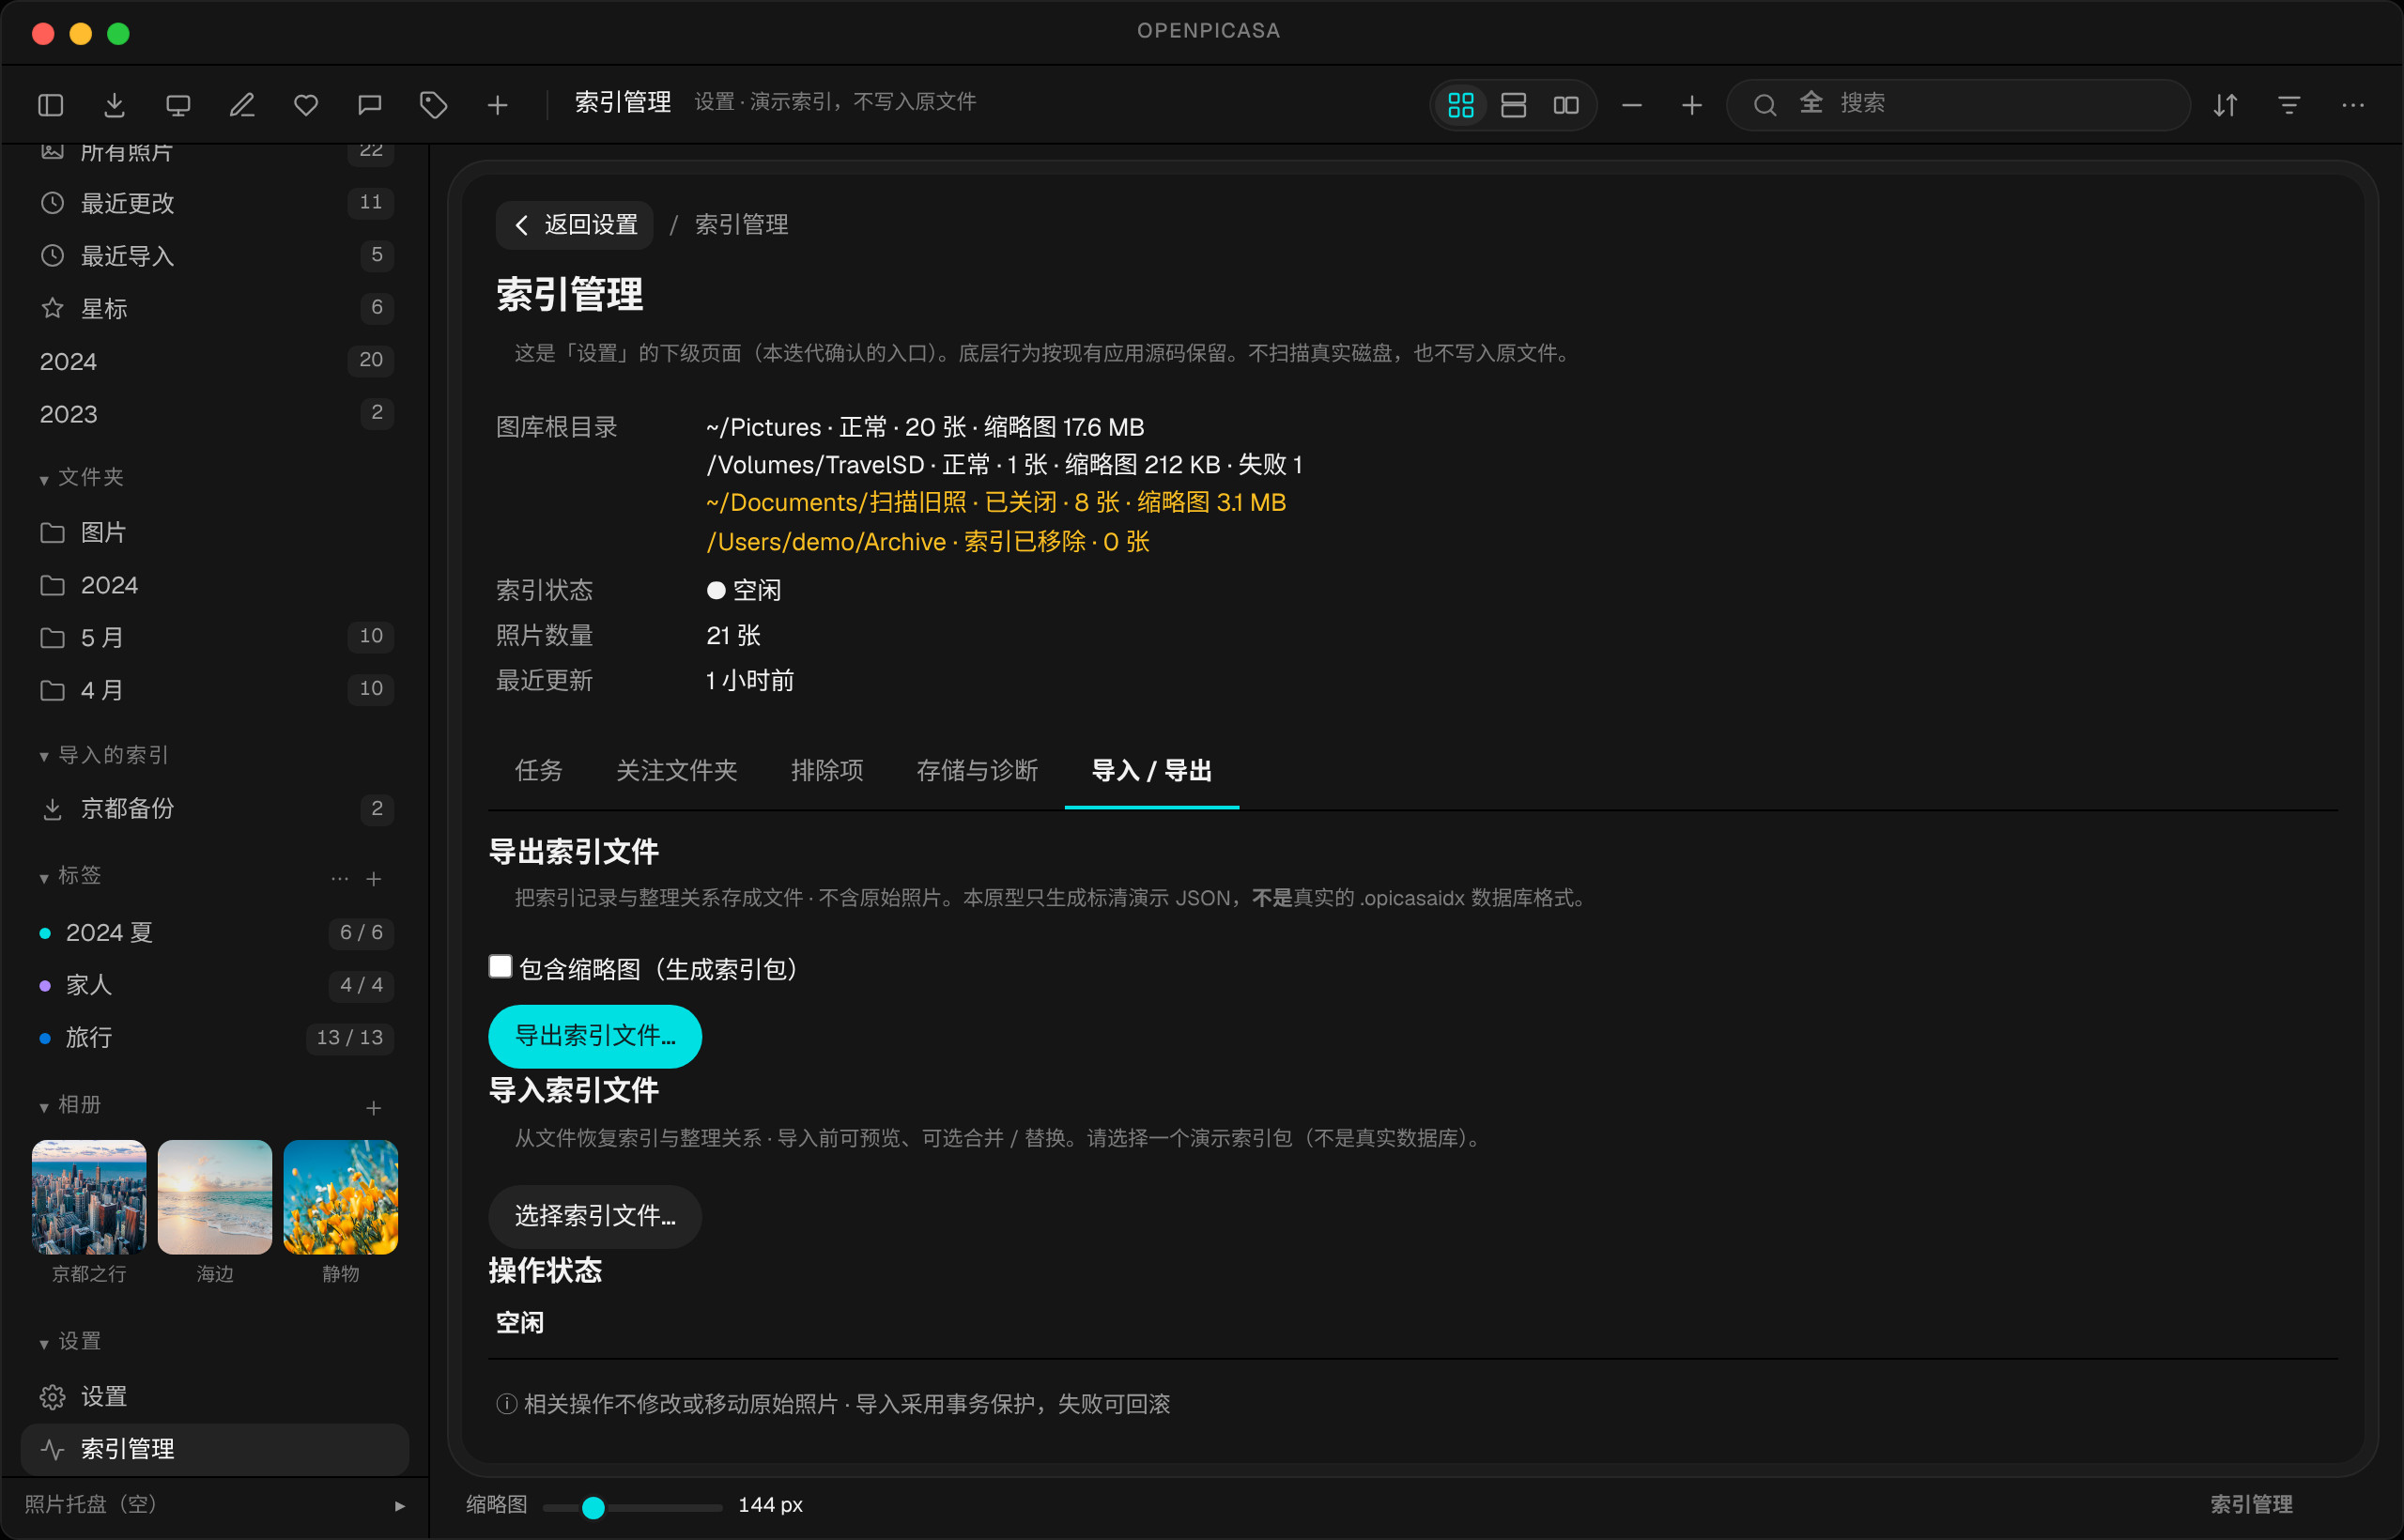 OPENPICASA
索引管理 设置 · 演示索引，不写入原文件
全 搜索
所有照片 22
最近更改 11
最近导入 5
星标 6
2024 20
2023 2
文件夹
图片
2024
5 月 10
4 月 10
导入的索引
京都备份 2
标签
2024 夏 6 / 6
家人 4 / 4
旅行 13 / 13
相册
京都之行 海边 静物
设置
设置
索引管理
照片托盘（空）
返回设置 / 索引管理
索引管理
这是「设置」的下级页面（本迭代确认的入口）。底层行为按现有应用源码保留。不扫描真实磁盘，也不写入原文件。
图库根目录 ~/Pictures · 正常 · 20 张 · 缩略图 17.6 MB
/Volumes/TravelSD · 正常 · 1 张 · 缩略图 212 KB · 失败 1
~/Documents/扫描旧照 · 已关闭 · 8 张 · 缩略图 3.1 MB
/Users/demo/Archive · 索引已移除 · 0 张
索引状态 空闲
照片数量 21 张
最近更新 1 小时前
任务 关注文件夹 排除项 存储与诊断 导入 / 导出
导出索引文件
把索引记录与整理关系存成文件 · 不含原始照片。本原型只生成标清演示 JSON，不是真实的 .opicasaidx 数据库格式。
包含缩略图（生成索引包）
导出索引文件…
导入索引文件
从文件恢复索引与整理关系 · 导入前可预览、可选合并 / 替换。请选择一个演示索引包（不是真实数据库）。
选择索引文件…
操作状态
空闲
相关操作不修改或移动原始照片 · 导入采用事务保护，失败可回滚
缩略图 144 px
索引管理